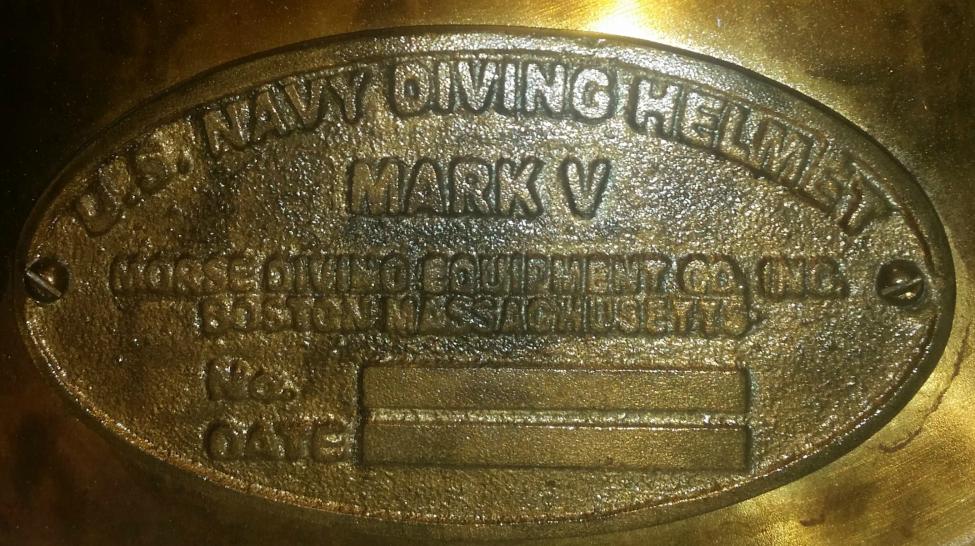 U.S. NAVY DIVING HELMET
MARK V
MORSE DIVING EQUIPMENT CO. INC.
BOSTON MASSACHUSETTS
No.
DATE